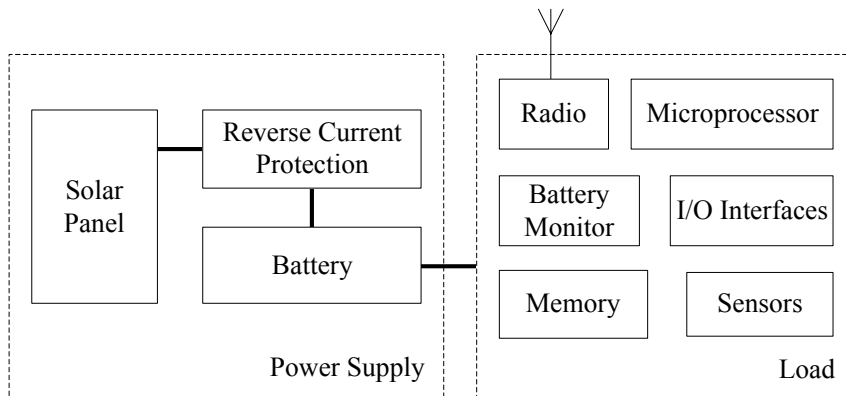 Solar
Panel
Reverse Current
Protection
Battery
Power Supply
Radio
Microprocessor
Battery
Monitor
I/O Interfaces
Memory
Sensors
Load